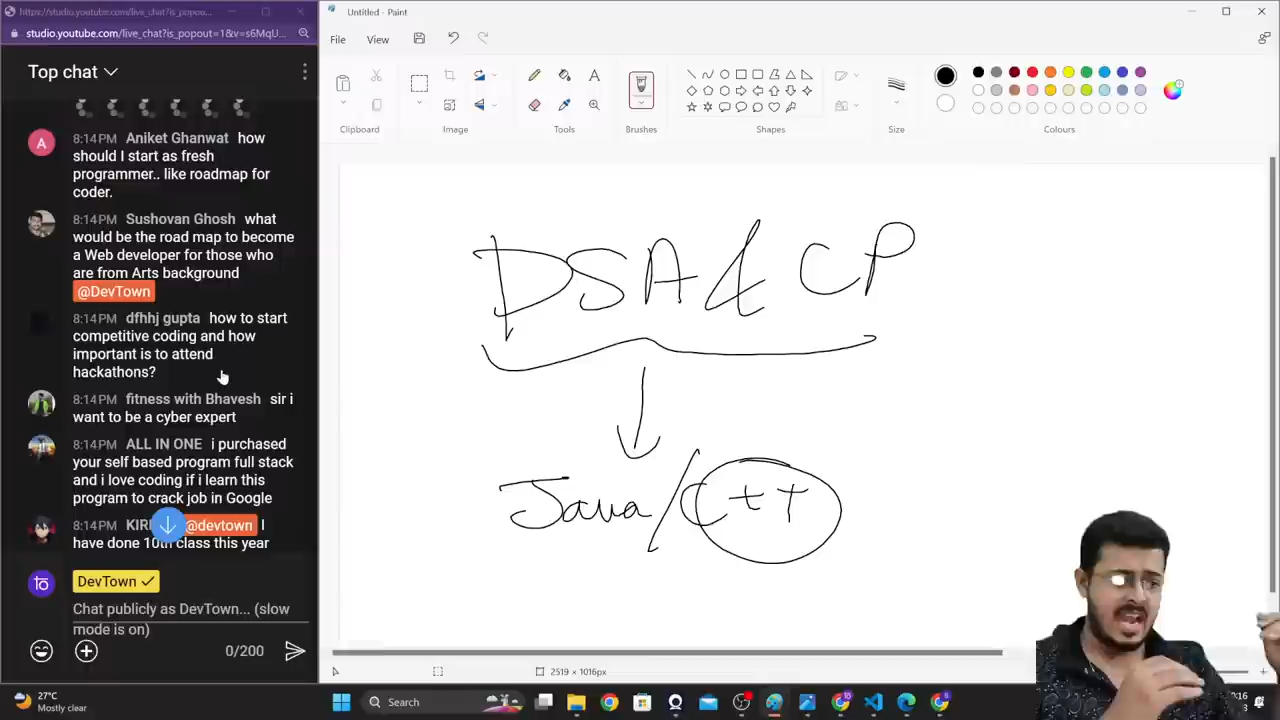 https://studio.youtube.com/live_chat?is_popout...
studio.youtube.com/live_chat?is_popout=1&v=s6MqU...
Top chat
8:14 PM Aniket Ghanwat how
should I start as fresh
programmer.. like roadmap for
coder.
8:14 PM Sushovan Ghosh what
would be the road map to become
a Web developer for those who
are from Arts background
@DevTown
8:14 PM dfhhj gupta how to start
competitive coding and how
important is to attend
hackathons?
8:14 PM fitness with Bhavesh sir i
want to be a cyber expert
8:14 PM ALL IN ONE i purchased
your self based program full stack
and i love coding if i learn this
program to crack job in Google
8:14 PM @devtown I
have done 10th class this year
DevTown
Chat publicly as DevTown... (slow
mode is on)
0/200
Untitled - Paint
File View
Clipboard Image Tools Brushes Shapes Size Colours
DSA & CP
Java/C++
2519 × 1016px
27°C
Mostly clear
Search